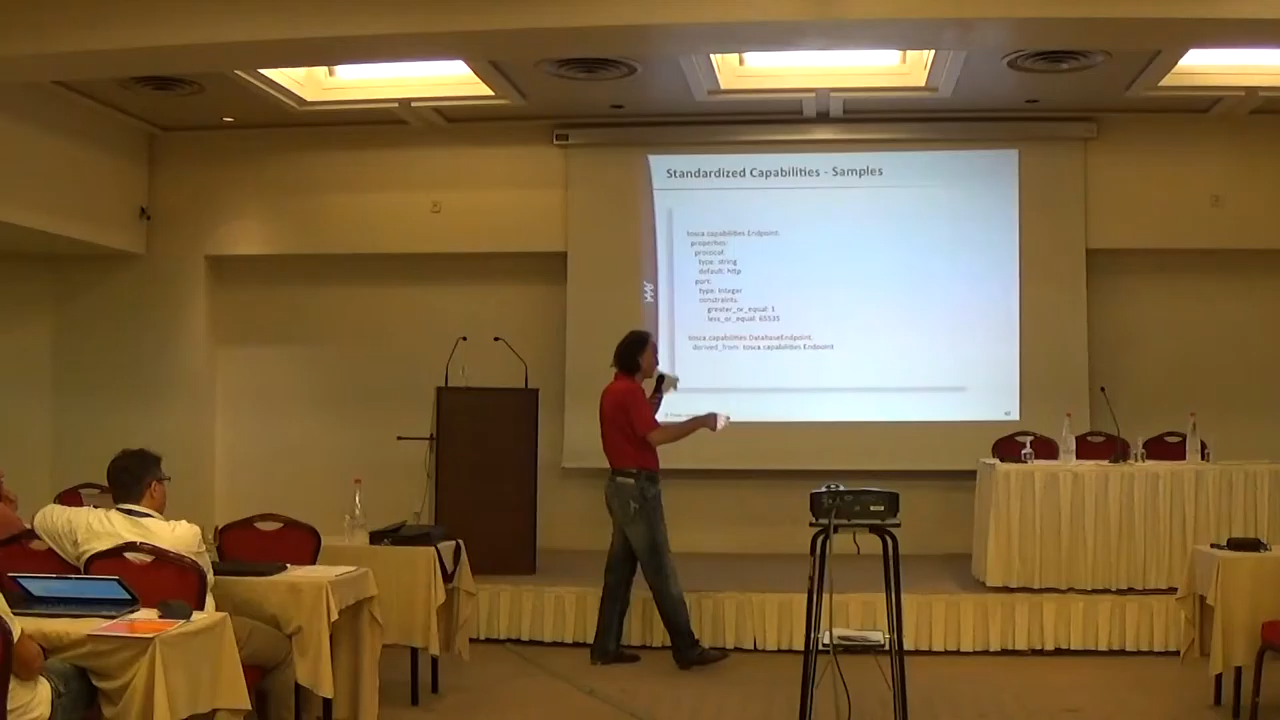 Standardized Capabilities - Samples
tosca.capabilities.Endpoint:
properties:
protocol:
type: string
default: http
port:
type: integer
constraints:
greater_or_equal: 1
less_or_equal: 65535
tosca.capabilities.DatabaseEndpoint:
derived_from: tosca.capabilities.Endpoint